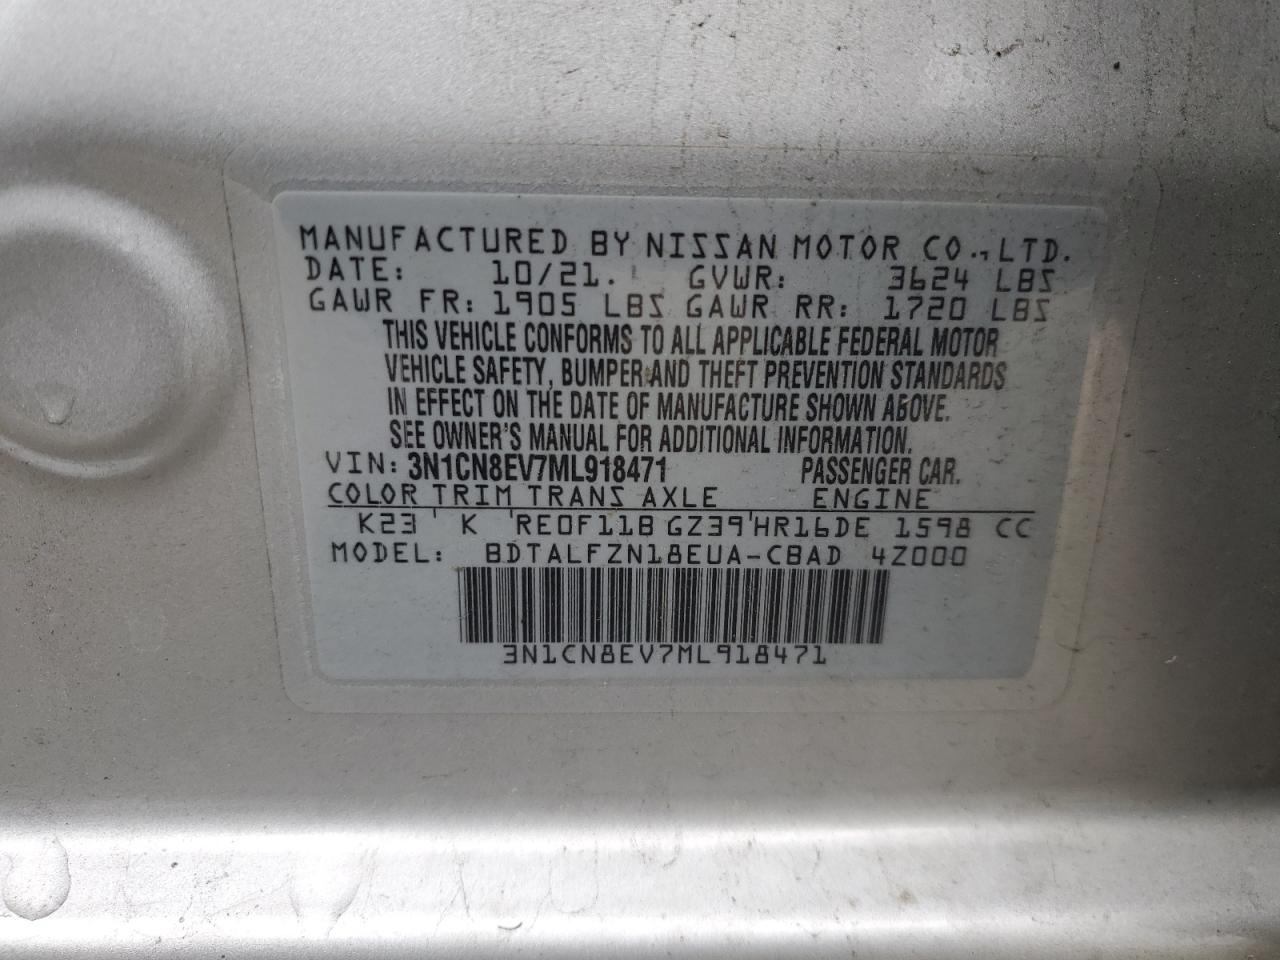 MANUFACTURED BY NISSAN MOTOR CO., LTD.
DATE: 10/21. GVWR: 3624 LBS
GAWR FR: 1905 LBS GAWR RR: 1720 LBS
THIS VEHICLE CONFORMS TO ALL APPLICABLE FEDERAL MOTOR
VEHICLE SAFETY, BUMPER AND THEFT PREVENTION STANDARDS
IN EFFECT ON THE DATE OF MANUFACTURE SHOWN ABOVE.
SEE OWNER'S MANUAL FOR ADDITIONAL INFORMATION.
VIN: 3N1CN8EV7ML918471 PASSENGER CAR.
COLOR TRIM TRANS AXLE ENGINE
K23 ' K 'RE0F11B GZ39'HR16DE 1598 CC
MODEL: BDTALFZN18EUA-CBAD 4Z000
3N1CN8EV7ML918471